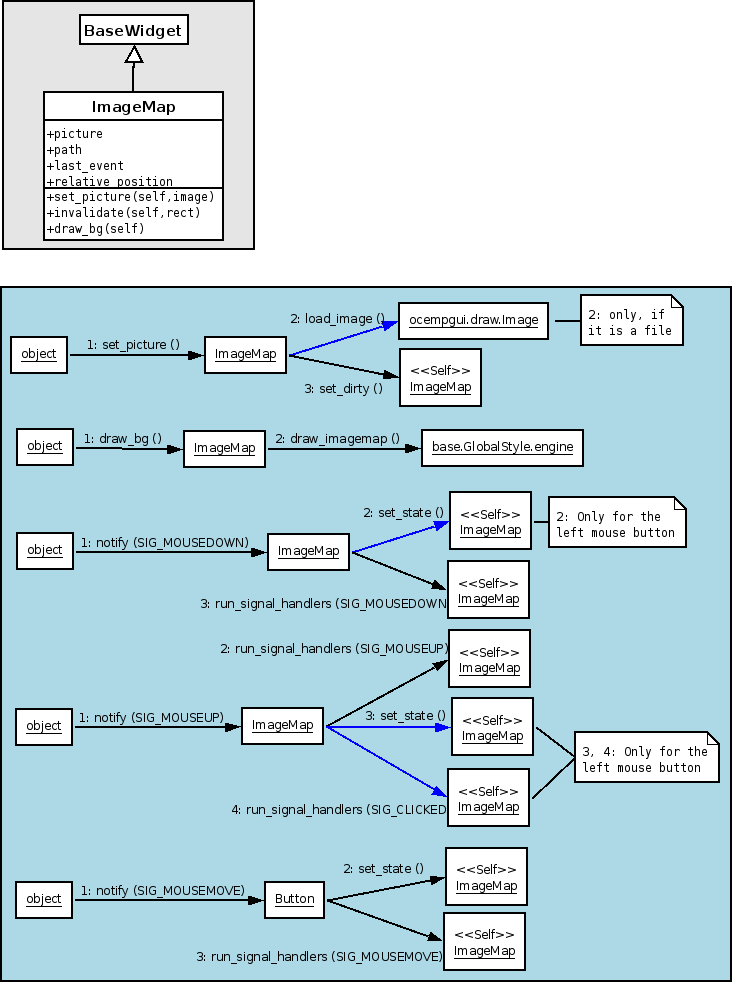 BaseWidget
ImageMap
+picture
+path
+last_event
+relative_position
+set_picture(self,image)
+invalidate(self,rect)
+draw_bg(self)
object
1: set_picture ()
ImageMap
2: load_image ()
ocempgui.draw.Image
2: only, if
it is a file
3: set_dirty ()
<<Self>>
ImageMap
object
1: draw_bg ()
ImageMap
2: draw_imagemap ()
base.GlobalStyle.engine
object
1: notify (SIG_MOUSEDOWN)
ImageMap
2: set_state ()
<<Self>>
ImageMap
2: Only for the
left mouse button
3: run_signal_handlers (SIG_MOUSEDOWN
<<Self>>
ImageMap
object
1: notify (SIG_MOUSEUP)
ImageMap
2: run_signal_handlers (SIG_MOUSEUP)
<<Self>>
ImageMap
3: set_state ()
<<Self>>
ImageMap
4: run_signal_handlers (SIG_CLICKED
<<Self>>
ImageMap
3, 4: Only for the
left mouse button
object
1: notify (SIG_MOUSEMOVE)
Button
2: set_state ()
<<Self>>
ImageMap
3: run_signal_handlers (SIG_MOUSEMOVE)
<<Self>>
ImageMap